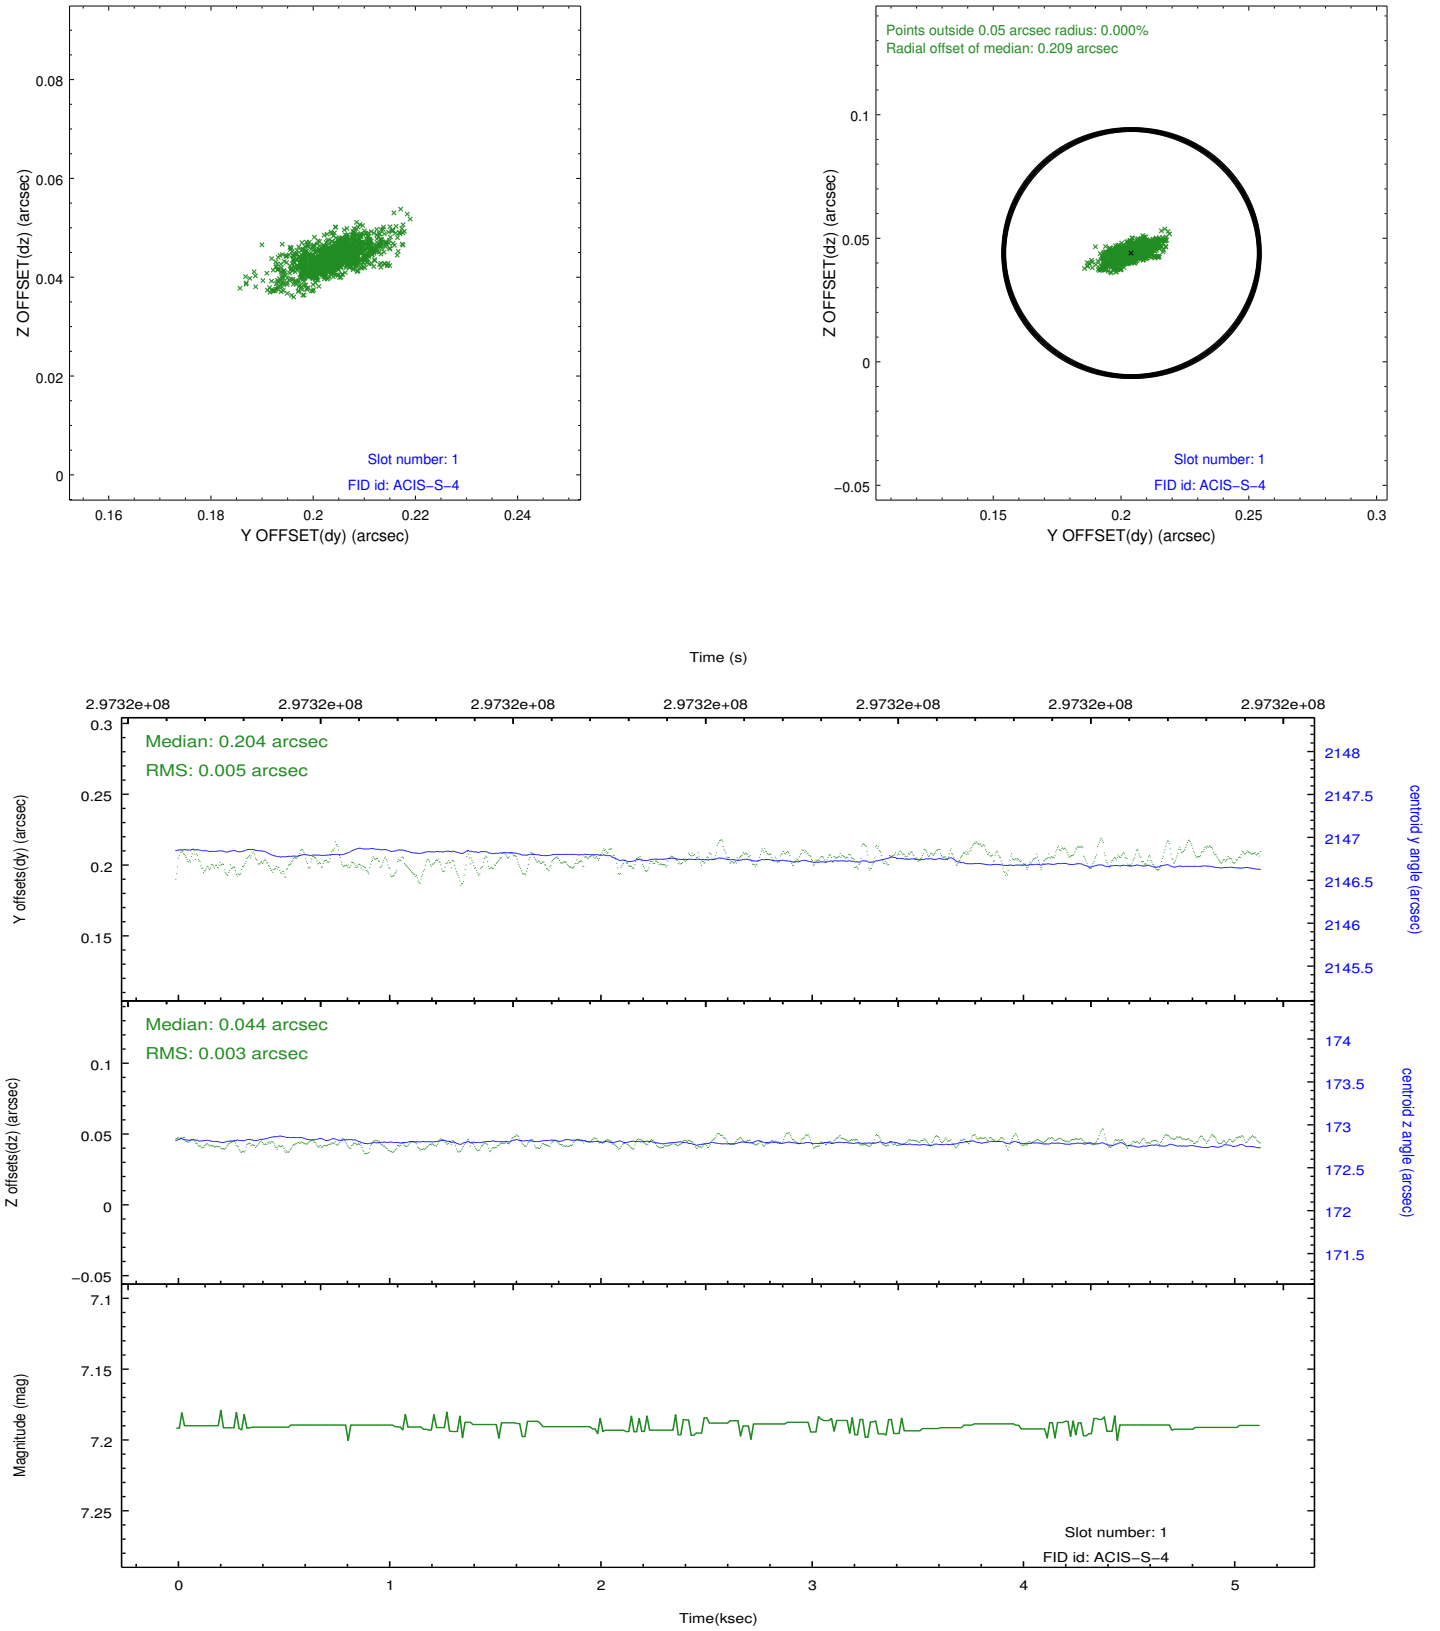 0.08
0.06
0.04
0.02
0
Z OFFSET(dz) (arcsec)
Slot number: 1
FID id: ACIS−S−4
0.16 0.18 0.2 0.22 0.24
Y OFFSET(dy) (arcsec)
Points outside 0.05 arcsec radius: 0.000%
Radial offset of median: 0.209 arcsec
0.1
0.05
0
−0.05
Z OFFSET(dz) (arcsec)
Slot number: 1
FID id: ACIS−S−4
0.15 0.2 0.25 0.3
Y OFFSET(dy) (arcsec)
Time (s)
2.9732e+08 2.9732e+08 2.9732e+08 2.9732e+08 2.9732e+08 2.9732e+08 2.9732e+08
Median: 0.204 arcsec
RMS: 0.005 arcsec
0.3
0.25
0.2
0.15
Y offsets(dy) (arcsec)
2148
2147.5
2147
2146.5
2146
2145.5
centroid y angle (arcsec)
Median: 0.044 arcsec
RMS: 0.003 arcsec
0.1
0.05
0
−0.05
Z offsets(dz) (arcsec)
174
173.5
173
172.5
172
171.5
centroid z angle (arcsec)
7.1
7.15
7.2
7.25
Magnitude (mag)
Slot number: 1
FID id: ACIS−S−4
0 1 2 3 4 5
Time(ksec)